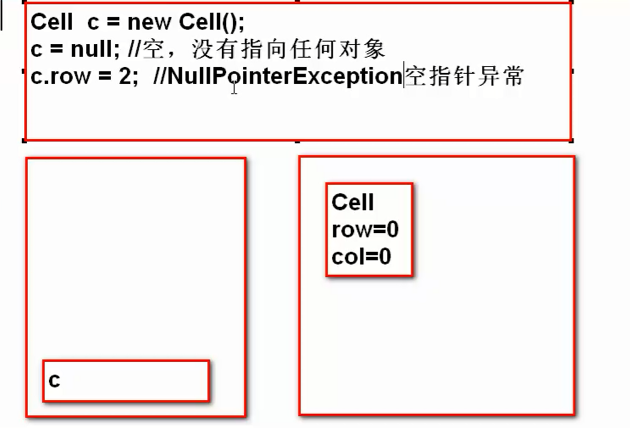 Cell  c = new Cell();
c = null; //空，没有指向任何对象
c.row = 2;  //NullPointerException空指针异常
Cell
row=0
col=0
c